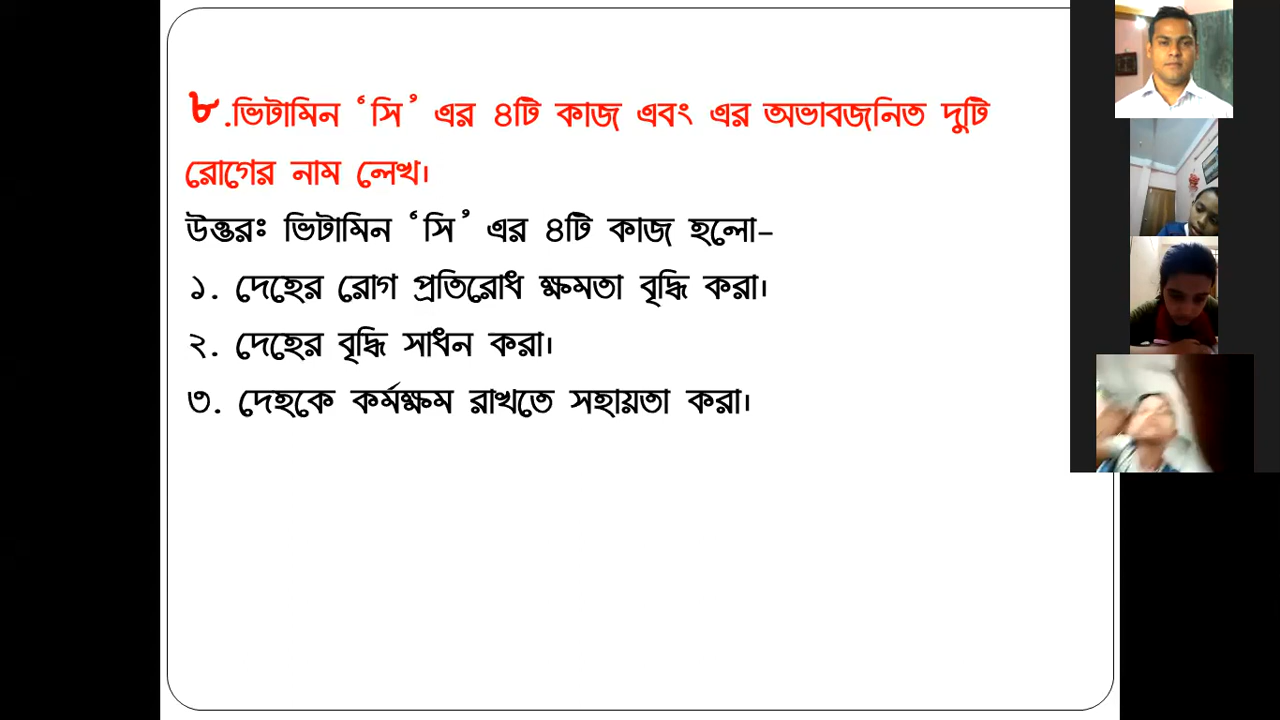 ৮.ভিটামিন ‘সি’ এর ৪টি কাজ এবং এর অভাবজনিত দুটি
রোগের নাম লেখ।
উত্তরঃ ভিটামিন ‘সি’ এর ৪টি কাজ হলো-
১. দেহের রোগ প্রতিরোধ ক্ষমতা বৃদ্ধি করা।
২. দেহের বৃদ্ধি সাধন করা।
৩. দেহকে কর্মক্ষম রাখতে সহায়তা করা।